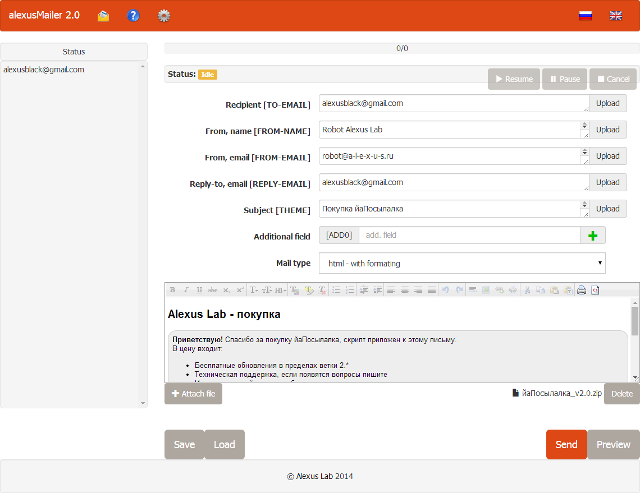 alexusMailer 2.0
Status
0/0
alexusblack@gmail.com
Status: Idle
Resume
Pause
Cancel
Recipient [TO-EMAIL]
alexusblack@gmail.com
Upload
From, name [FROM-NAME]
Robot Alexus Lab
Upload
From, email [FROM-EMAIL]
robot@a-l-e-x-u-s.ru
Upload
Reply-to, email [REPLY-EMAIL]
alexusblack@gmail.com
Upload
Subject [THEME]
Покупка йаПосылалка
Upload
Additional field
[ADD0]
add. field
Mail type
html - with formating
Alexus Lab - покупка
Приветствую! Спасибо за покупку йаПосылалка, скрипт приложен к этому письму.
В цену входит:
Бесплатные обновления в пределах ветки 2.*
Техническая поддержка, если появятся вопросы пишите
Attach file
йаПосылалка_v2.0.zip
Delete
Save
Load
Send
Preview
© Alexus Lab 2014